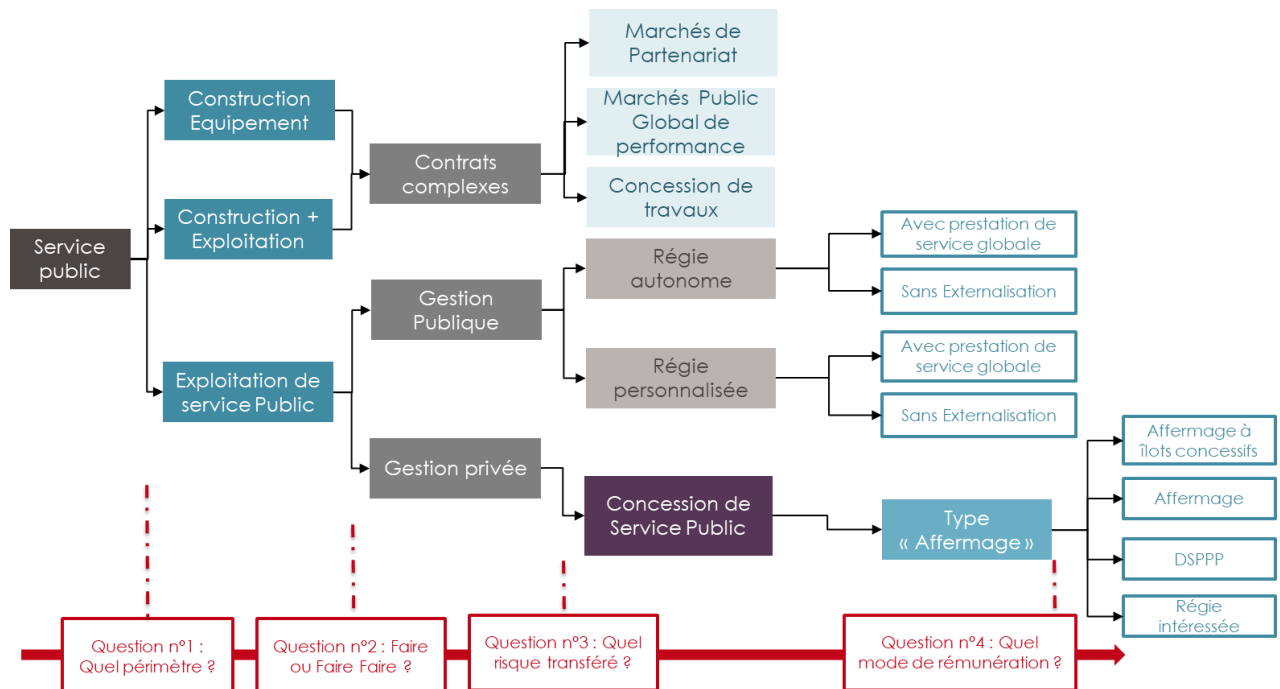 Marchés de
Partenariat
Construction
Equipement
Marchés Public
Global de
performance
Contrats
complexes
Concession de
travaux
Construction +
Exploitation
Service
public
Régie
autonome
Avec prestation de
service globale
Sans Externalisation
Gestion
Publique
Exploitation de
service Public
Régie
personnalisée
Avec prestation de
service globale
Sans Externalisation
Gestion privée
Concession de
Service Public
Type
« Affermage »
Affermage à
îlots concessifs
Affermage
DSPPP
Régie
intéressée
Question n°1 :
Quel périmètre ?
Question n°2 : Faire
ou Faire Faire ?
Question n°3 : Quel
risque transféré ?
Question n°4 : Quel
mode de rémunération ?